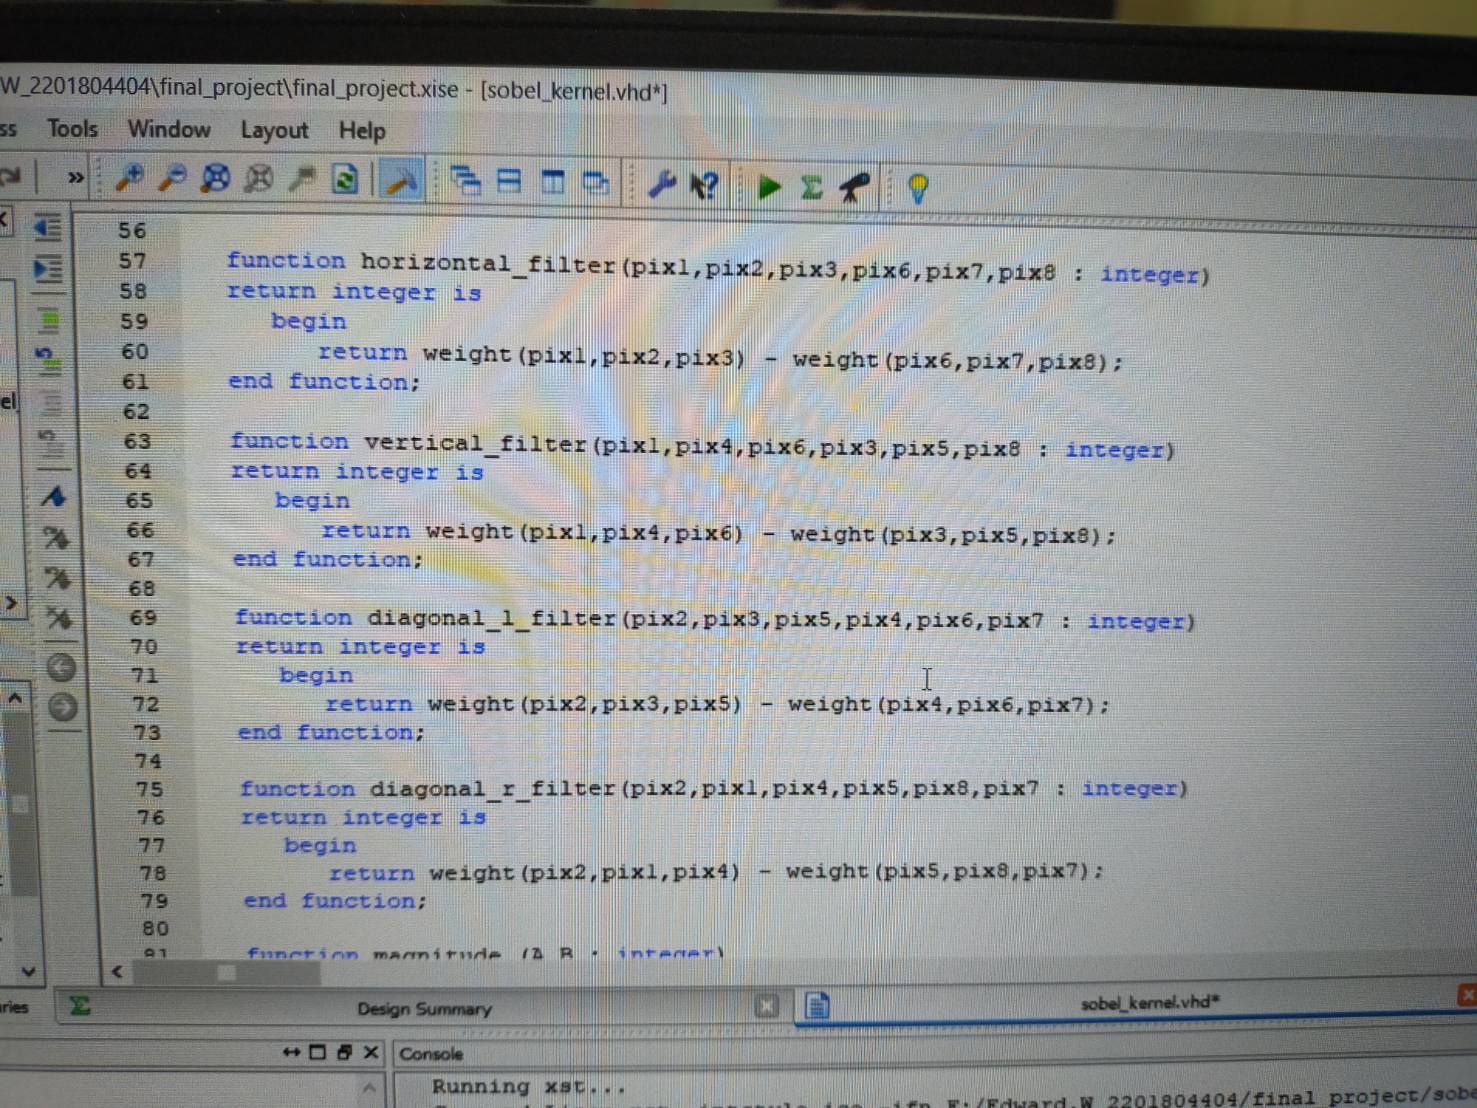 W_2201804404\final_project\final_project.xise - [sobel_kernel.vhd*]
ss Tools Window Layout Help
»
56
57 function horizontal_filter(pix1,pix2,pix3,pix6,pix7,pix8 : integer)
58 return integer is
59 begin
60 return weight(pix1,pix2,pix3) - weight(pix6,pix7,pix8);
61 end function;
62
63 function vertical_filter(pix1,pix4,pix6,pix3,pix5,pix8 : integer)
64 return integer is
65 begin
66 return weight(pix1,pix4,pix6) - weight(pix3,pix5,pix8);
67 end function;
68
69 function diagonal_l_filter(pix2,pix3,pix5,pix4,pix6,pix7 : integer)
70 return integer is
71 begin
72 return weight(pix2,pix3,pix5) - weight(pix4,pix6,pix7);
73 end function;
74
75 function diagonal_r_filter(pix2,pix1,pix4,pix5,pix8,pix7 : integer)
76 return integer is
77 begin
78 return weight(pix2,pix1,pix4) - weight(pix5,pix8,pix7);
79 end function;
80
81 function magnitude (A B : integer)
el
ries
Design Summary
sobel_kernel.vhd*
Console
Running xst...
F:/Edward.W_2201804404/final_project/sobe